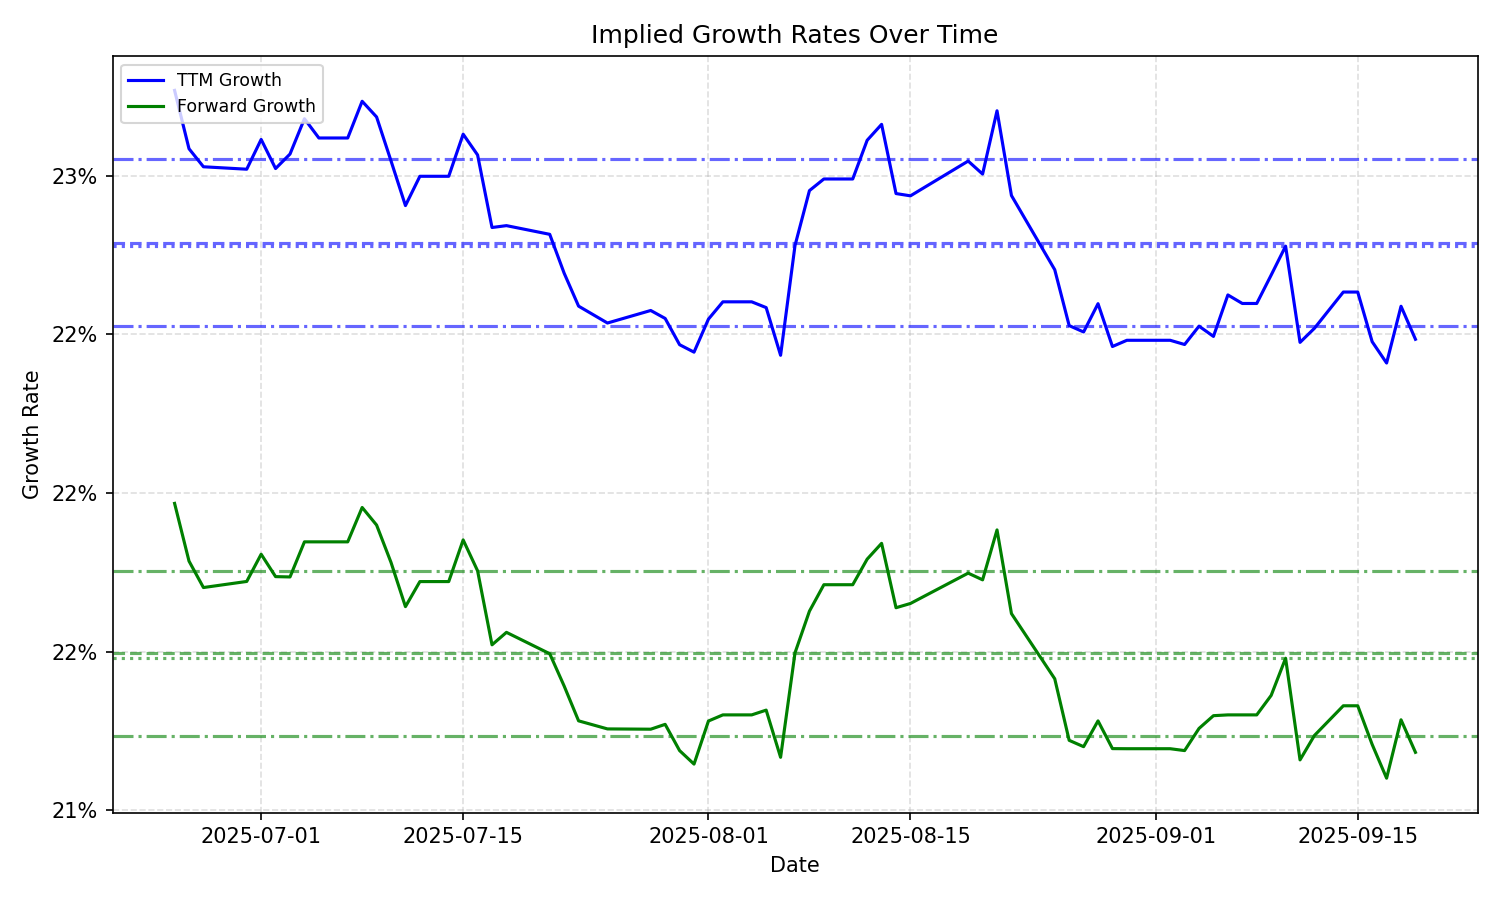 Implied Growth Rates Over Time
TTM Growth
Forward Growth
23%
22%
22%
22%
21%
Growth Rate
2025-07-01
2025-07-15
2025-08-01
2025-08-15
2025-09-01
2025-09-15
Date